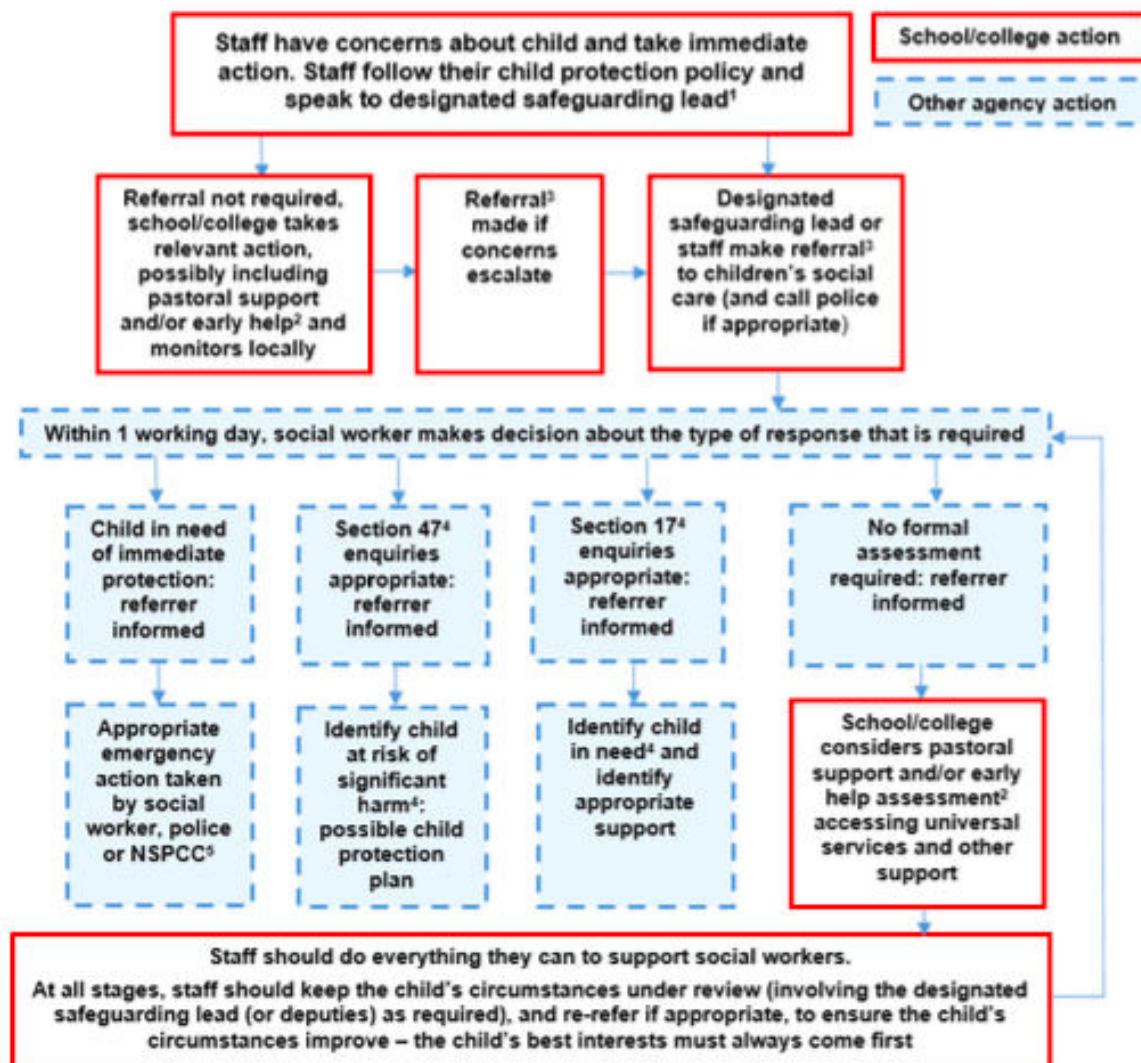 Staff have concerns about child and take immediate
action. Staff follow their child protection policy and
speak to designated safeguarding lead¹
School/college action
Other agency action
Referral not required,
school/college takes
relevant action,
possibly including
pastoral support
and/or early help² and
monitors locally
Referral³
made if
concerns
escalate
Designated
safeguarding lead or
staff make referral³
to children's social
care (and call police
if appropriate)
Within 1 working day, social worker makes decision about the type of response that is required
Child in need
of immediate
protection:
referrer
informed
Section 47⁴
enquiries
appropriate:
referrer
informed
Section 17⁴
enquiries
appropriate:
referrer
informed
No formal
assessment
required: referrer
informed
Appropriate
emergency
action taken
by social
worker, police
or NSPCC⁵
Identify child
at risk of
significant
harm⁴:
possible child
protection
plan
Identify child
in need⁴ and
identify
appropriate
support
School/college
considers pastoral
support and/or early
help assessment²
accessing universal
services and other
support
Staff should do everything they can to support social workers.
At all stages, staff should keep the child's circumstances under review (involving the designated
safeguarding lead (or deputies) as required), and re-refer if appropriate, to ensure the child's
circumstances improve – the child's best interests must always come first